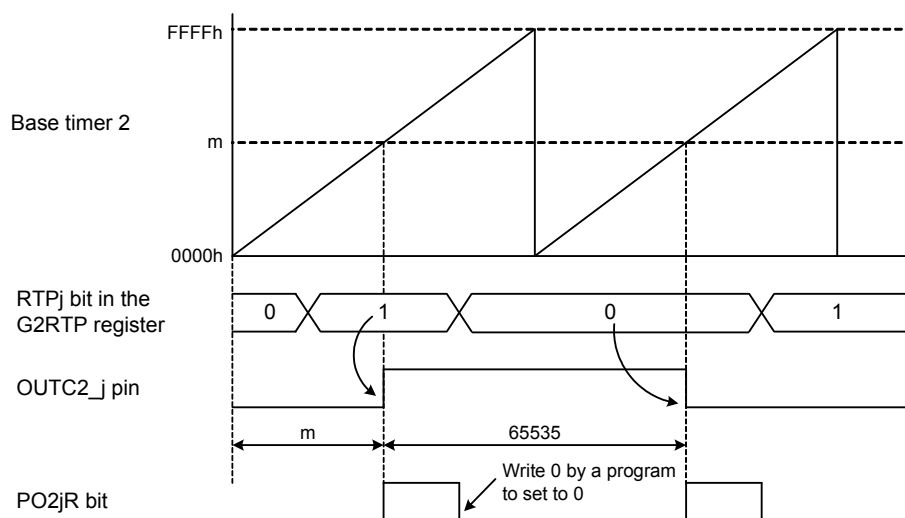 FFFFh
Base timer 2
m
0000h
RTPj bit in the
G2RTP register
0
1
0
1
OUTC2_j pin
m
65535
Write 0 by a program
to set to 0
PO2jR bit